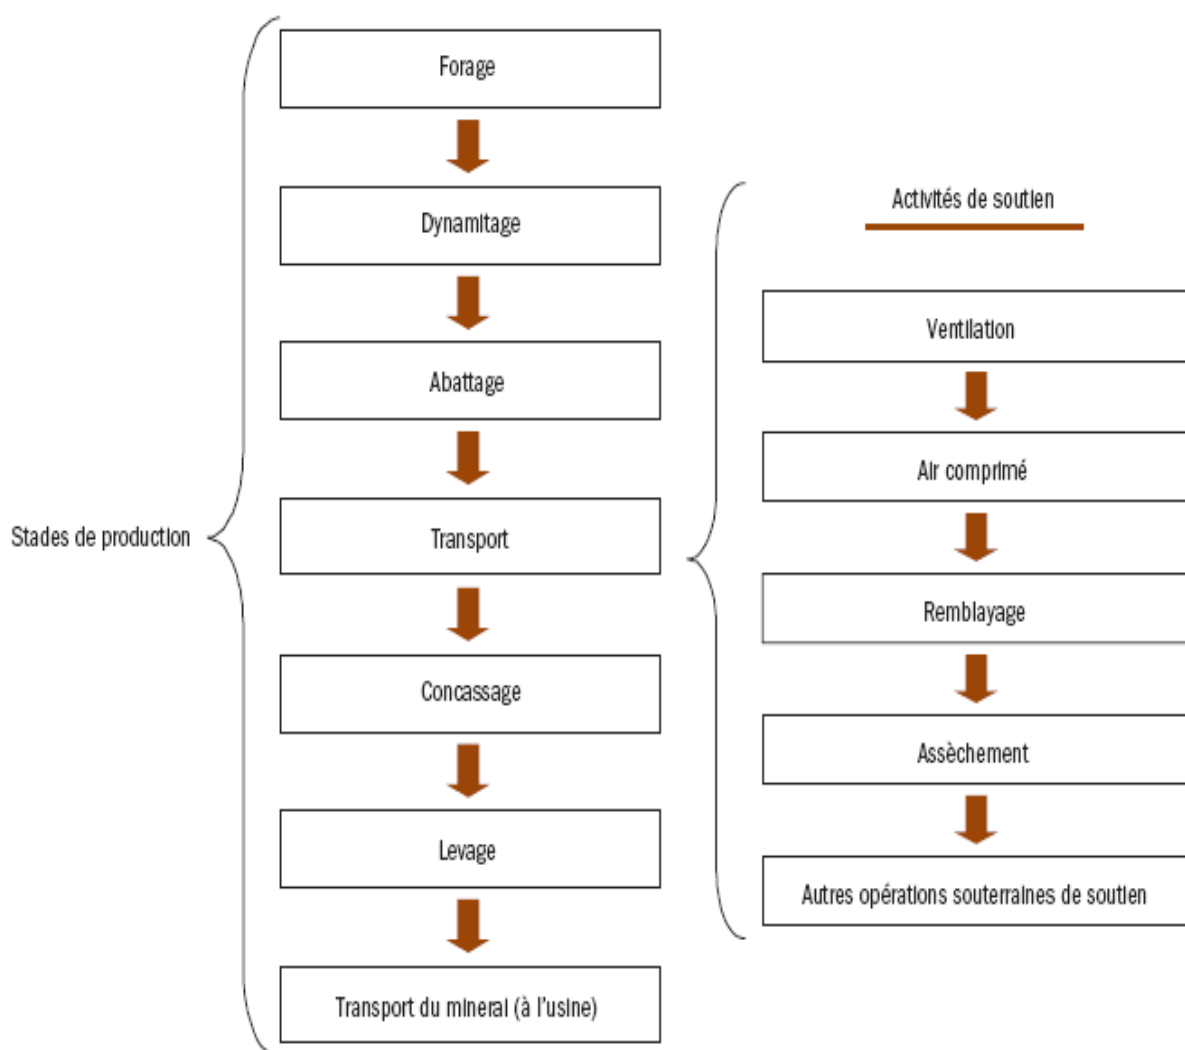 Stades de production
Forage
Dynamitage
Abattage
Transport
Concassage
Levage
Transport du mineral (à l'usine)
Activités de soutien
Ventilation
Air comprimé
Remblayage
Assèchement
Autres opérations souterraines de soutien